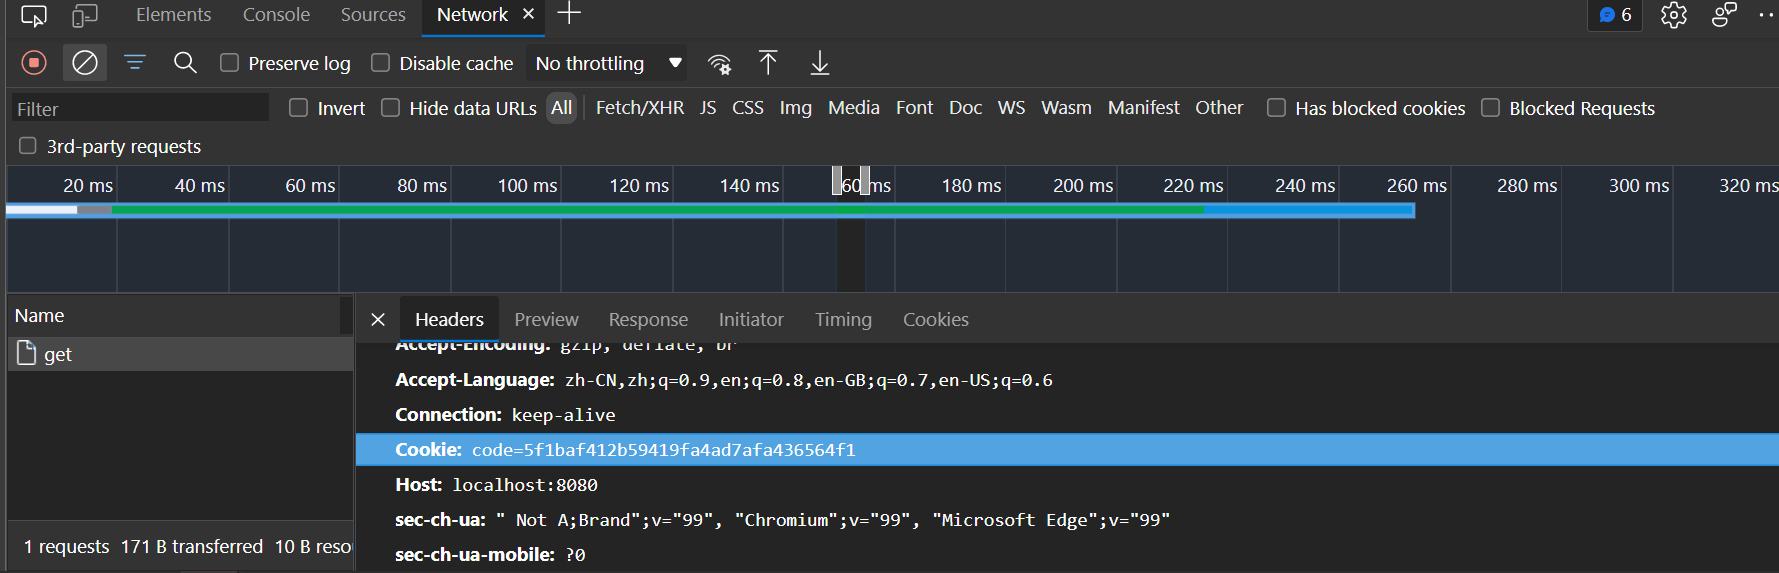 Elements Console Sources Network × + 6
Preserve log Disable cache No throttling
Filter Invert Hide data URLs All Fetch/XHR JS CSS Img Media Font Doc WS Wasm Manifest Other Has blocked cookies Blocked Requests
3rd-party requests
20 ms 40 ms 60 ms 80 ms 100 ms 120 ms 140 ms 60 ms 180 ms 200 ms 220 ms 240 ms 260 ms 280 ms 300 ms 320 ms
Name Headers Preview Response Initiator Timing Cookies
get
Accept-Encoding: gzip, deflate, br
Accept-Language: zh-CN,zh;q=0.9,en;q=0.8,en-GB;q=0.7,en-US;q=0.6
Connection: keep-alive
Cookie: code=5f1baf412b59419fa4ad7afa436564f1
Host: localhost:8080
sec-ch-ua: " Not A;Brand";v="99", "Chromium";v="99", "Microsoft Edge";v="99"
sec-ch-ua-mobile: ?0
1 requests 171 B transferred 10 B reso